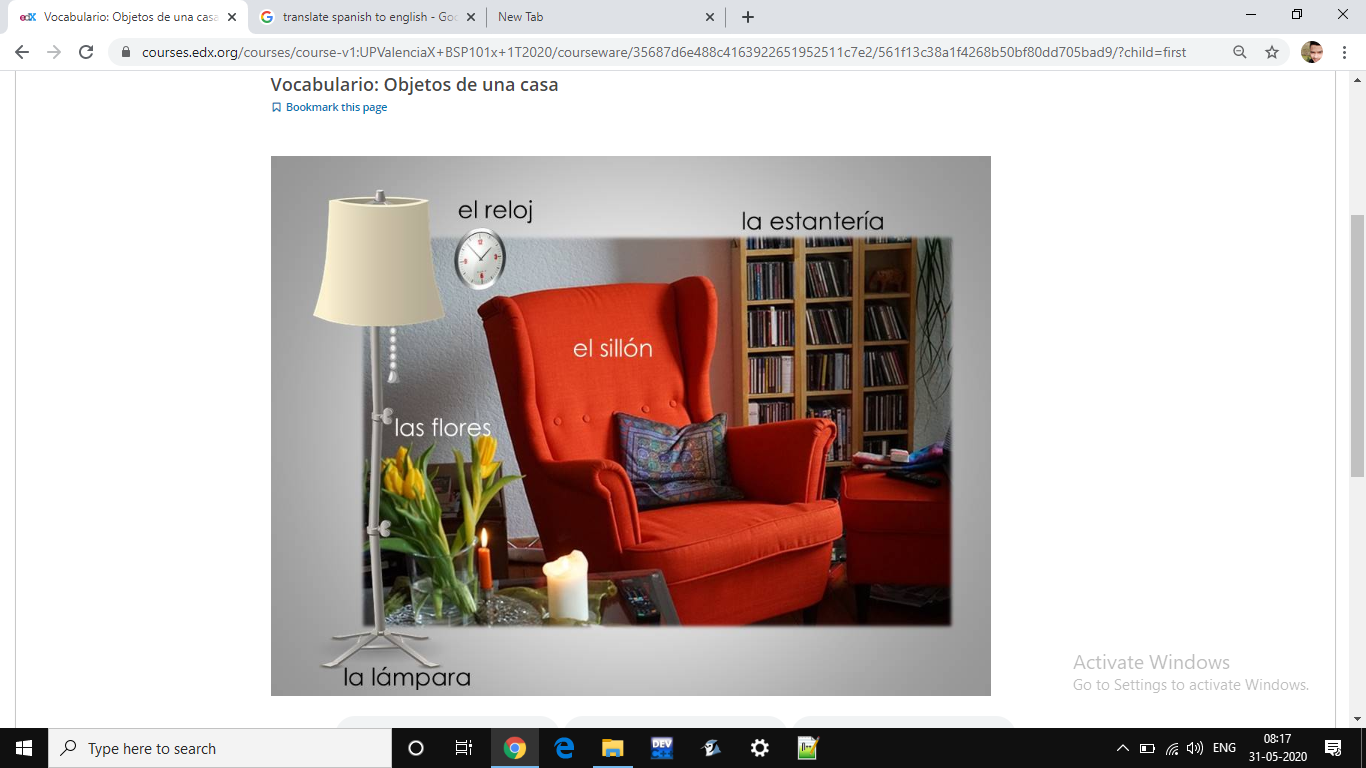 Vocabulario: Objetos de una casa
translate spanish to english - Goo
New Tab
courses.edx.org/courses/course-v1:UPValenciaX+BSP101x+1T2020/courseware/35687d6e488c4163922651952511c7e2/561f13c38a1f4268b50bf80dd705bad9/?child=first
Vocabulario: Objetos de una casa
Bookmark this page
el reloj
la estantería
el sillón
las flores
la lámpara
Activate Windows
Go to Settings to activate Windows.
Type here to search
DEV
ENG
08:17
31-05-2020